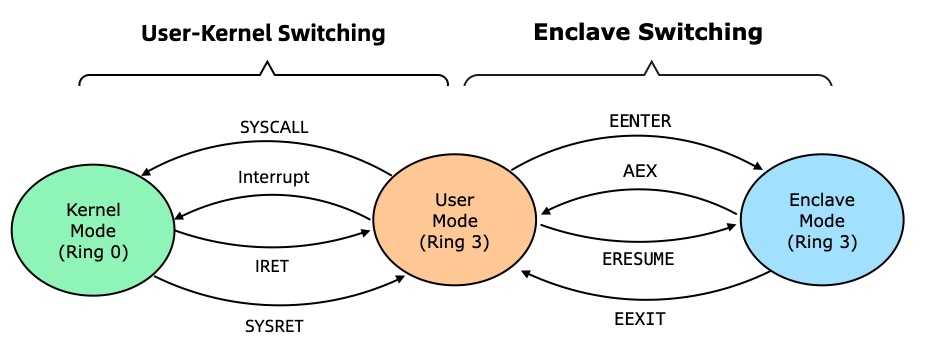 User-Kernel Switching
Enclave Switching
SYSCALL
Interrupt
IRET
SYSRET
EENTER
AEX
ERESUME
EEXIT
Kernel
Mode
(Ring 0)
User
Mode
(Ring 3)
Enclave
Mode
(Ring 3)